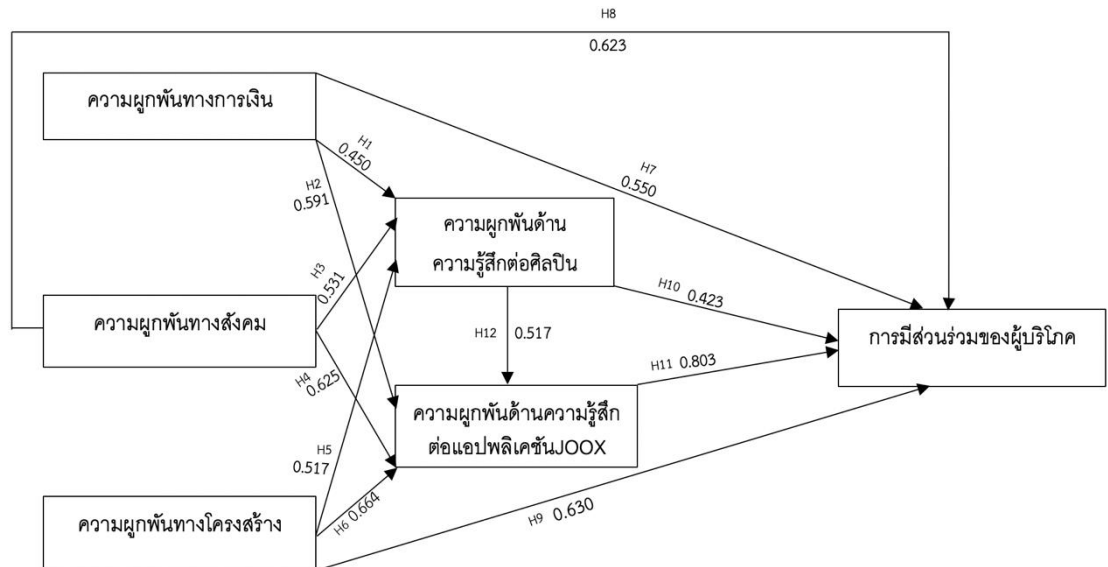 H8
0.623
ความผูกพันทางการเงิน
H1
0.450
H7
0.550
H2
0.591
ความผูกพันด้าน
ความรู้สึกต่อศิลปิน
H3
0.531
H10 0.423
ความผูกพันทางสังคม
การมีส่วนร่วมของผู้บริโภค
H12 0.517
H4
0.625
H11 0.803
ความผูกพันด้านความรู้สึก
ต่อแอปพลิเคชันJOOX
H5
0.517
H6 0.664
H9 0.630
ความผูกพันทางโครงสร้าง